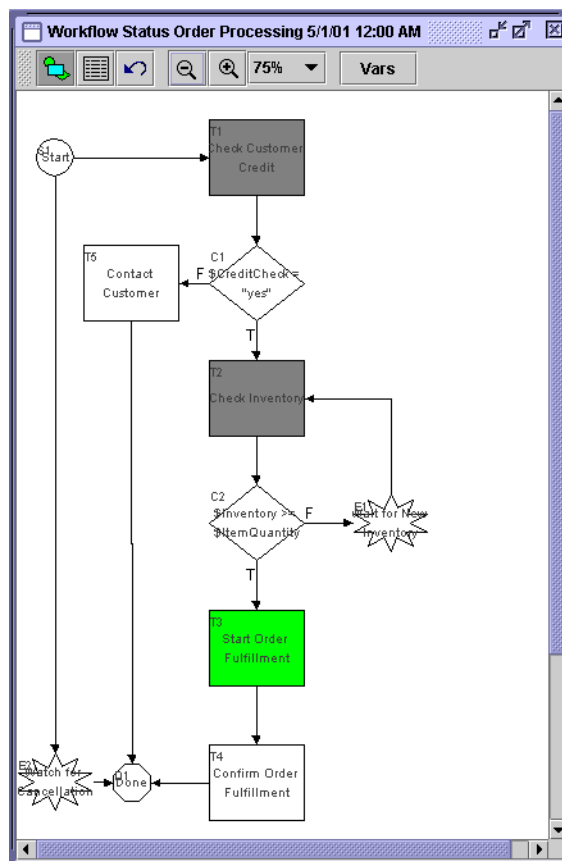 Workflow Status Order Processing 5/1/01 12:00 AM
75%
Vars
S1
Start
T1
Check Customer
Credit
T5
Contact
Customer
F
C1
$CreditCheck =
"yes"
T
T2
Check Inventory
C2
$Inventory >=
$ItemQuantity
F
E1
Wait for New
Inventory
T
T3
Start Order
Fulfillment
E2
Watch for
Cancellation
Done
T4
Confirm Order
Fulfillment